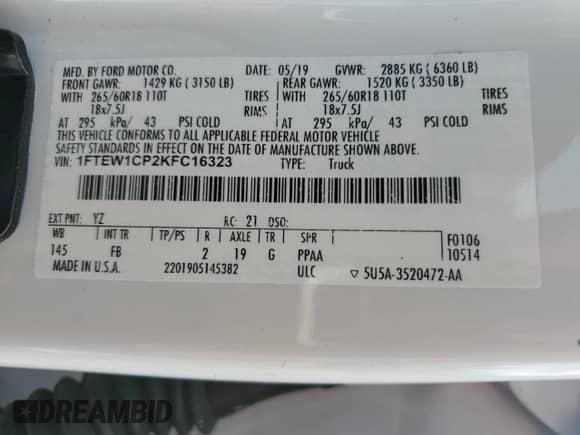 MFD. BY FORD MOTOR CO. DATE: 05/19 GVWR: 2885 KG ( 6360 LB)
FRONT GAWR: 1429 KG ( 3150 LB) REAR GAWR: 1520 KG ( 3350 LB)
WITH 265/60R18 110T TIRES WITH 265/60R18 110T TIRES
18x7.5J RIMS 18x7.5J RIMS
AT 295 kPa/ 43 PSI COLD AT 295 kPa/ 43 PSI COLD
THIS VEHICLE CONFORMS TO ALL APPLICABLE FEDERAL MOTOR VEHICLE
SAFETY STANDARDS IN EFFECT ON THE DATE OF MANUFACTURE SHOWN ABOVE.
VIN: 1FTEW1CP2KFC16323 TYPE: Truck
EXT PNT: YZ RC: 21 DSO:
WB INT TR TP/PS R AXLE TR SPR F0106
145 FB 2 19 G PPAA 10514
MADE IN U.S.A. 2201905145382 ULC ▽ 5U5A-3520472-AA
DREAMBID